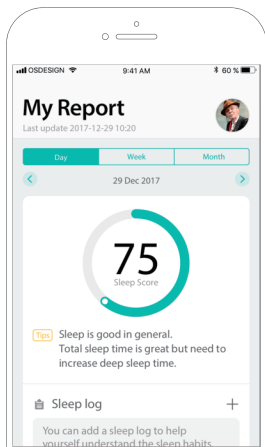 OSDESIGN 9:41 AM 60 %
My Report
Last update 2017-12-29 10:20
Day Week Month
29 Dec 2017
75
Sleep Score
Tips Sleep is good in general.
Total sleep time is great but need to
increase deep sleep time.
Sleep log
You can add a sleep log to help
yourself understand the sleep habits